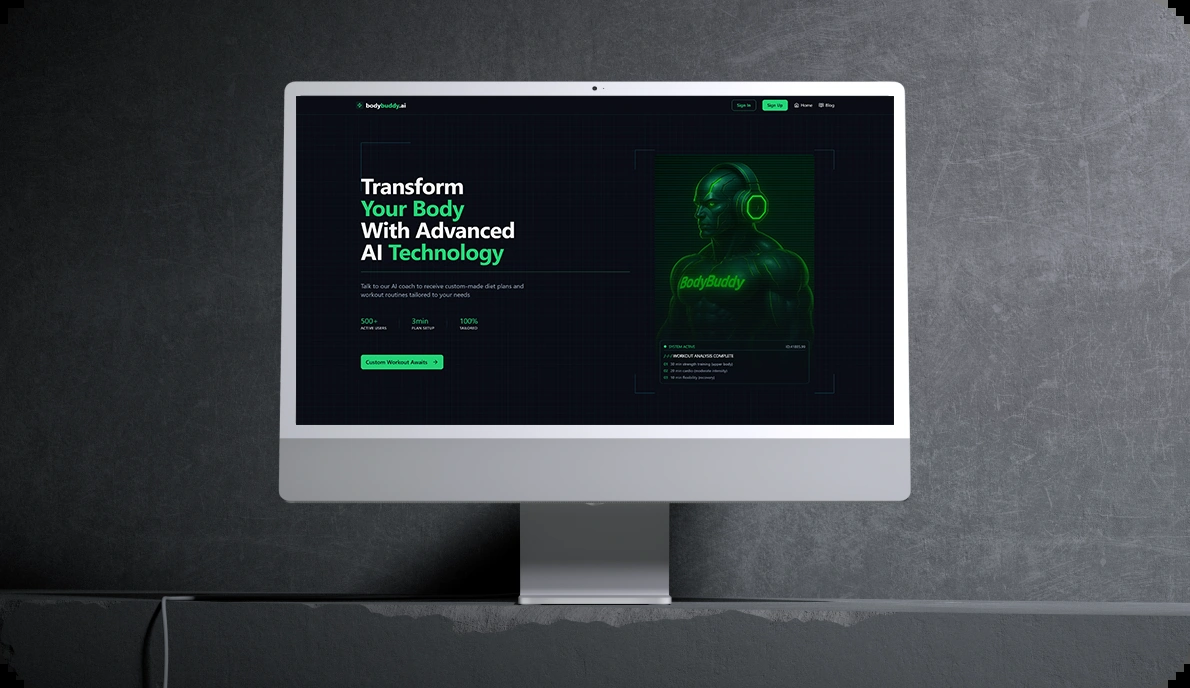 bodybuddy.ai
Sign In
Sign Up
Home
Blog
Transform
Your Body
With Advanced
AI Technology
Talk to our AI coach to receive custom-made diet plans and
workout routines tailored to your needs
500+
ACTIVE USERS
3min
PLAN SETUP
100%
TAILORED
Custom Workout Awaits
BodyBuddy
SYSTEM ACTIVE
/ / / WORKOUT ANALYSIS COMPLETE
01 30 min strength training (upper body)
02 20 min cardio (moderate intensity)
03 10 min flexibility (recovery)